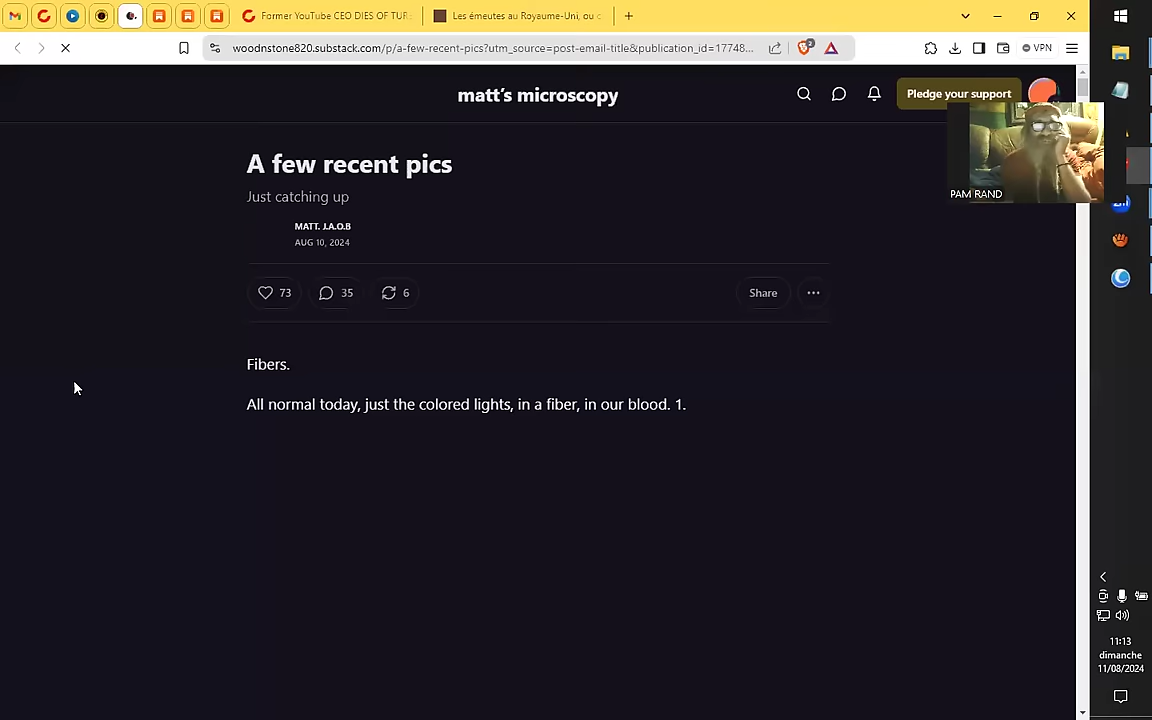 Former YouTube CEO DIES OF TUR
Les émeutes au Royaume-Uni, ou c
woodnstone820.substack.com/p/a-few-recent-pics?utm_source=post-email-title&publication_id=17748...
2
VPN
matt's microscopy
Pledge your support
PAM RAND
A few recent pics
Just catching up
MATT. J.A.O.B
AUG 10, 2024
73
35
6
Share
Fibers.
All normal today, just the colored lights, in a fiber, in our blood. 1.
11:13
dimanche
11/08/2024